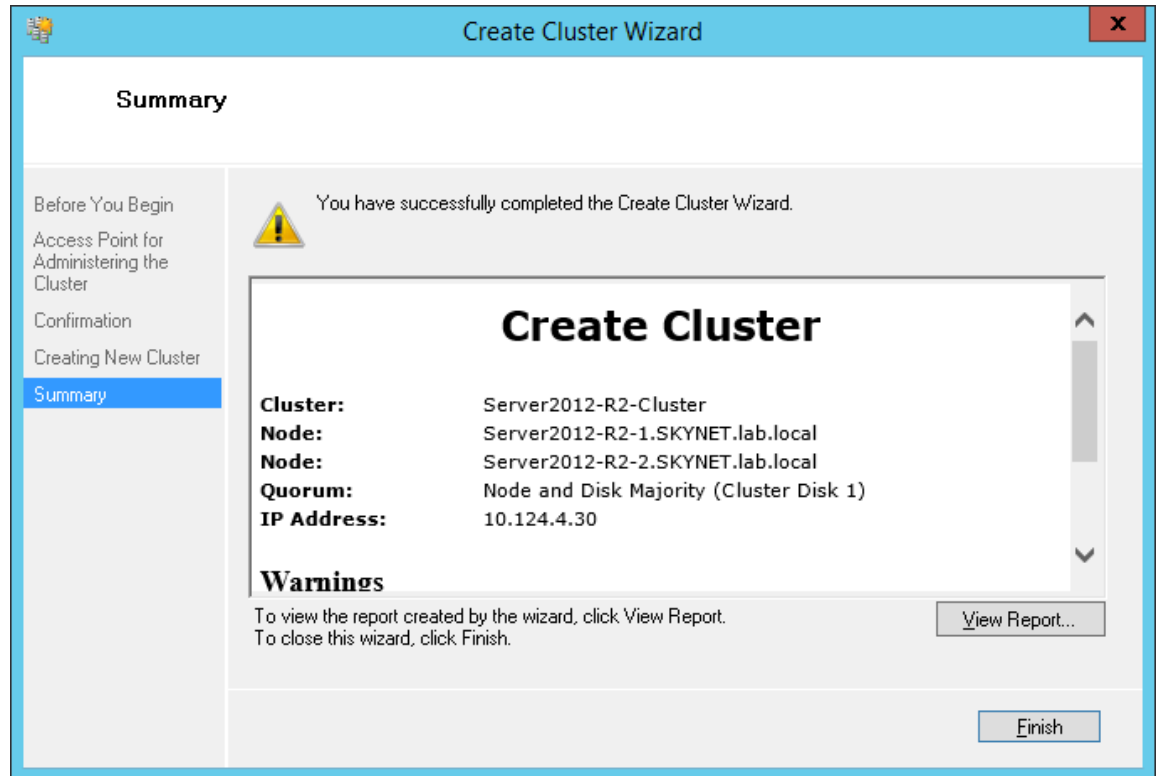 Create Cluster Wizard
x
Summary
Before You Begin
Access Point for
Administering the
Cluster
Confirmation
Creating New Cluster
Summary
You have successfully completed the Create Cluster Wizard.
Create Cluster
Cluster: Server2012-R2-Cluster
Node: Server2012-R2-1.SKYNET.lab.local
Node: Server2012-R2-2.SKYNET.lab.local
Quorum: Node and Disk Majority (Cluster Disk 1)
IP Address: 10.124.4.30
Warnings
To view the report created by the wizard, click View Report.
To close this wizard, click Finish.
View Report...
Finish